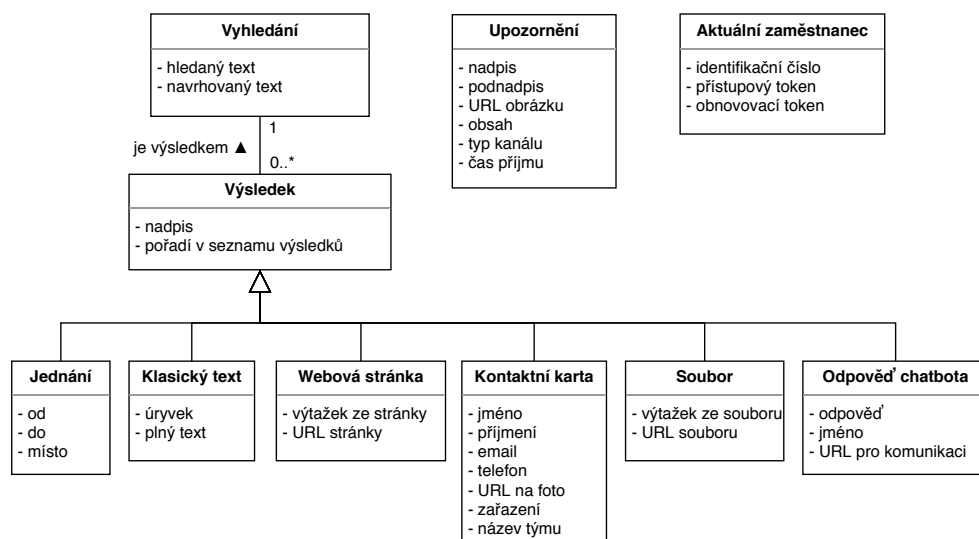 Vyhledání
- hledaný text
- navrhovaný text
Upozornění
- nadpis
- podnadpis
- URL obrázku
- obsah
- typ kanálu
- čas příjmu
Aktuální zaměstnanec
- identifikační číslo
- přístupový token
- obnovovací token
1
je výsledkem ▲
0..*
Výsledek
- nadpis
- pořadí v seznamu výsledků
Jednání
- od
- do
- místo
Klasický text
- úryvek
- plný text
Webová stránka
- výtažek ze stránky
- URL stránky
Kontaktní karta
- jméno
- příjmení
- email
- telefon
- URL na foto
- zařazení
- název týmu
Soubor
- výtažek ze souboru
- URL souboru
Odpověď chatbota
- odpověď
- jméno
- URL pro komunikaci